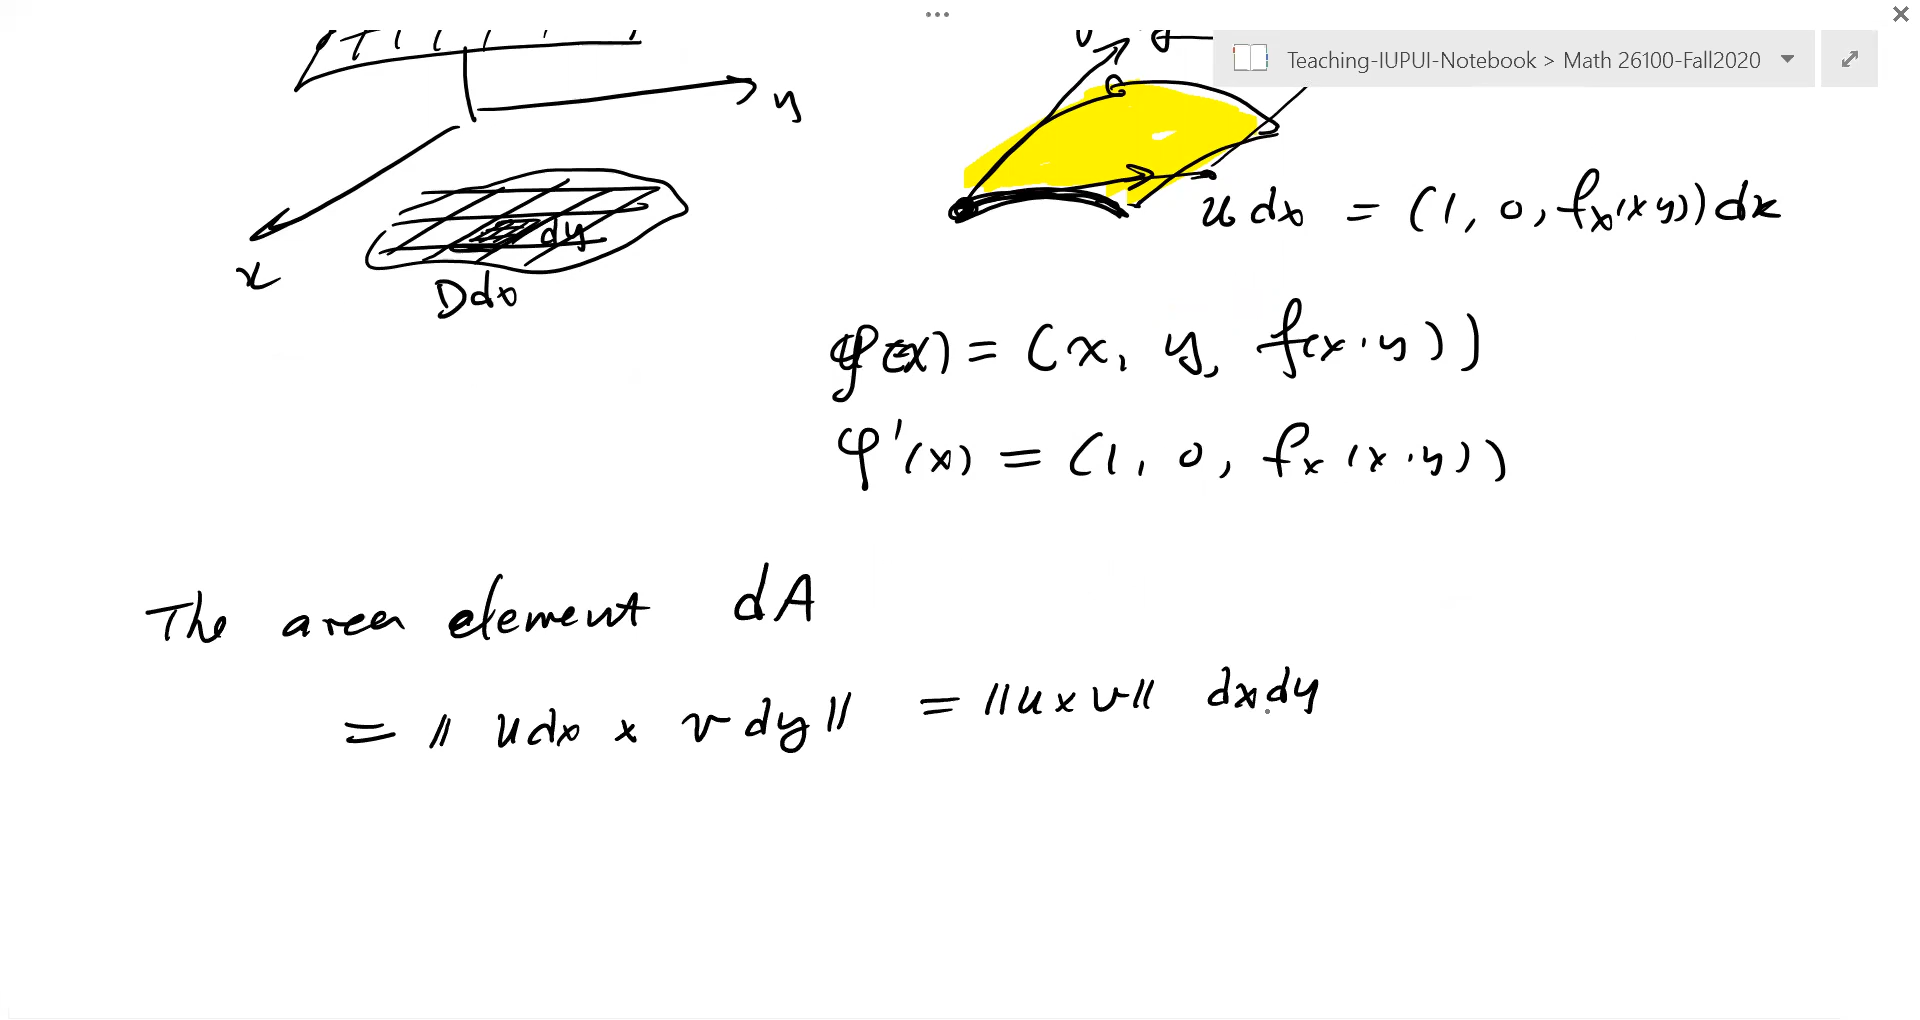 Teaching-IUPUI-Notebook > Math 26100-Fall2020
y
x
dy
D dx
u dx = (1, 0, fx(x y)) dx
φ(x) = (x, y, f(x, y))
φ'(x) = (1, 0, fx(x, y))
The area element dA
= || u dx × v dy || = || u × v || dx dy